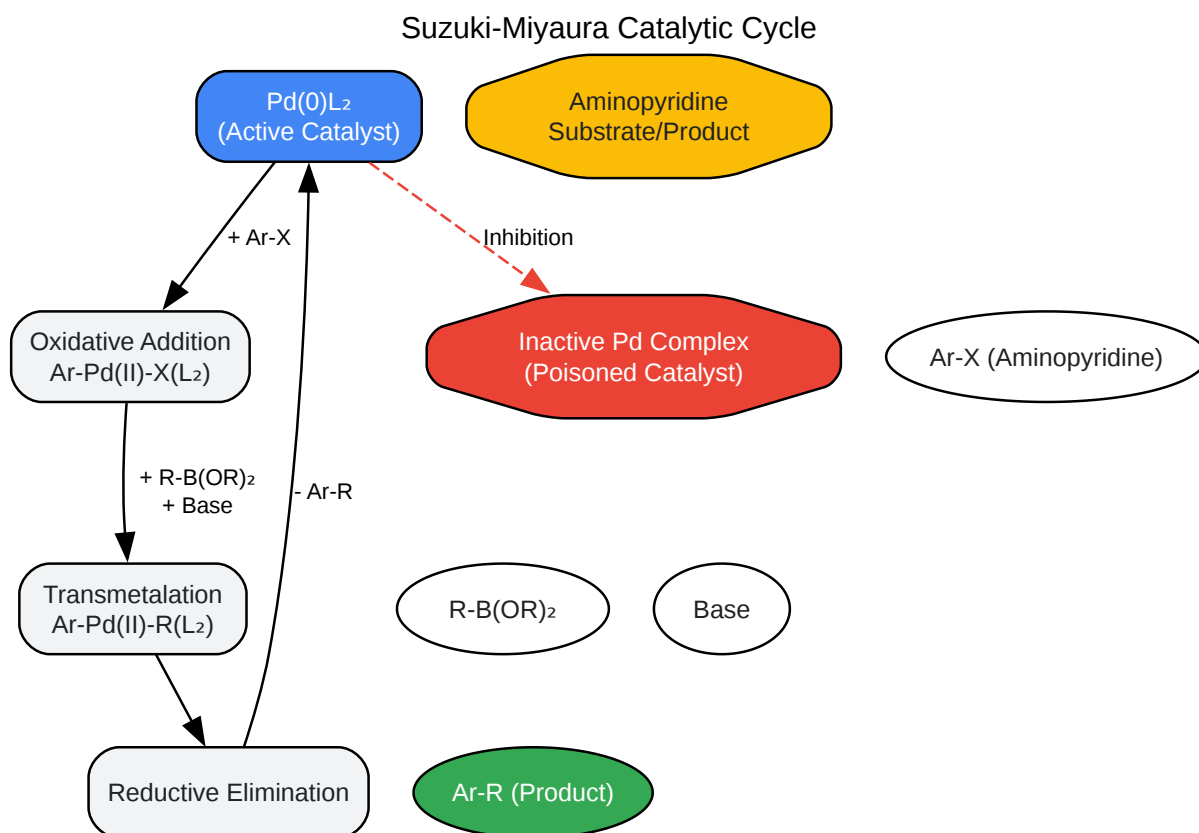 Suzuki-Miyaura Catalytic Cycle
Pd(0)L₂
(Active Catalyst)
Aminopyridine
Substrate/Product
+ Ar-X
Inhibition
Oxidative Addition
Ar-Pd(II)-X(L₂)
Inactive Pd Complex
(Poisoned Catalyst)
Ar-X (Aminopyridine)
+ R-B(OR)₂
+ Base
- Ar-R
Transmetalation
Ar-Pd(II)-R(L₂)
R-B(OR)₂
Base
Reductive Elimination
Ar-R (Product)